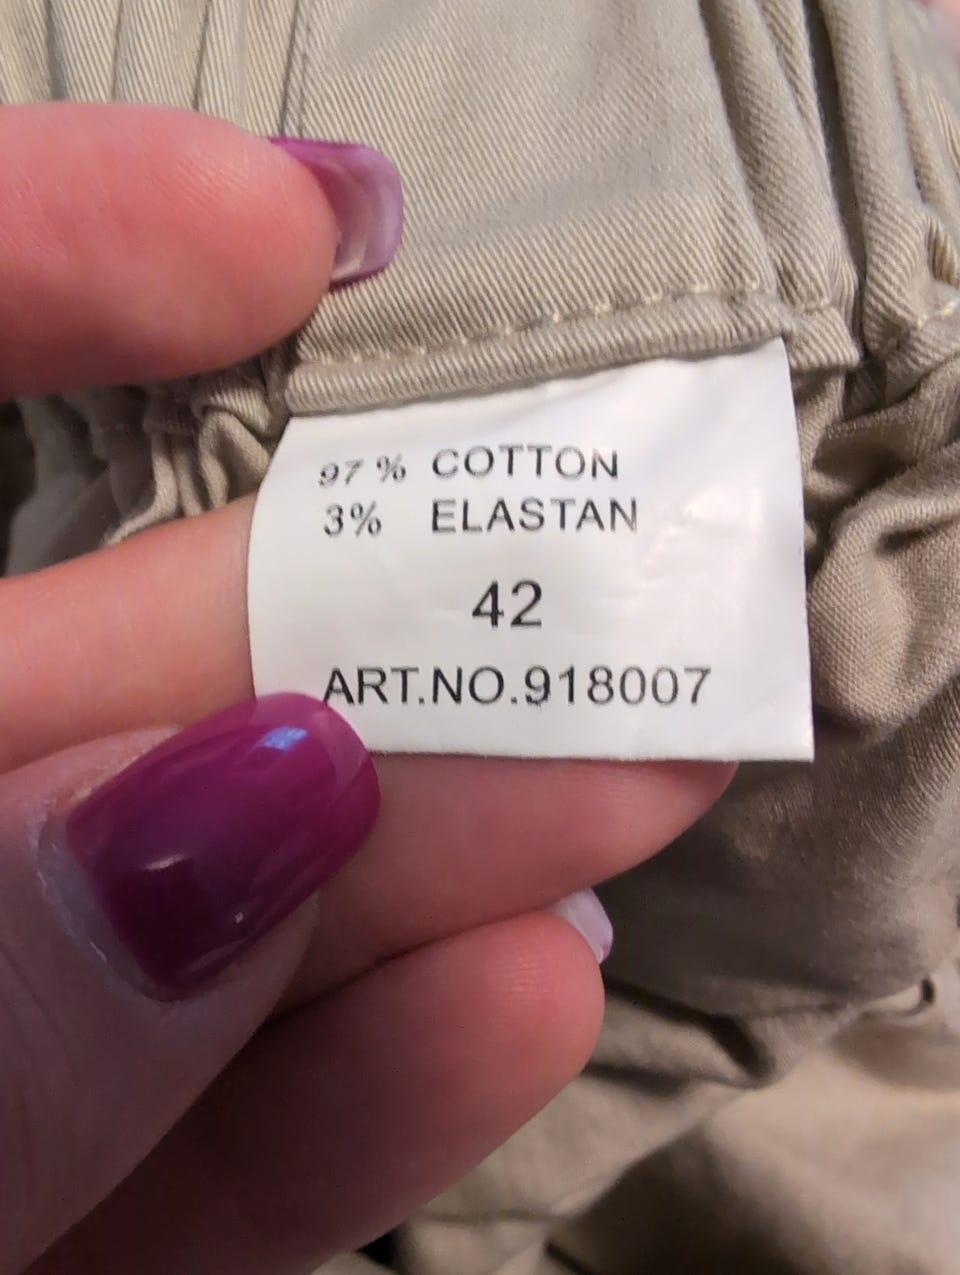 97 % COTTON
3% ELASTAN
42
ART.NO.918007